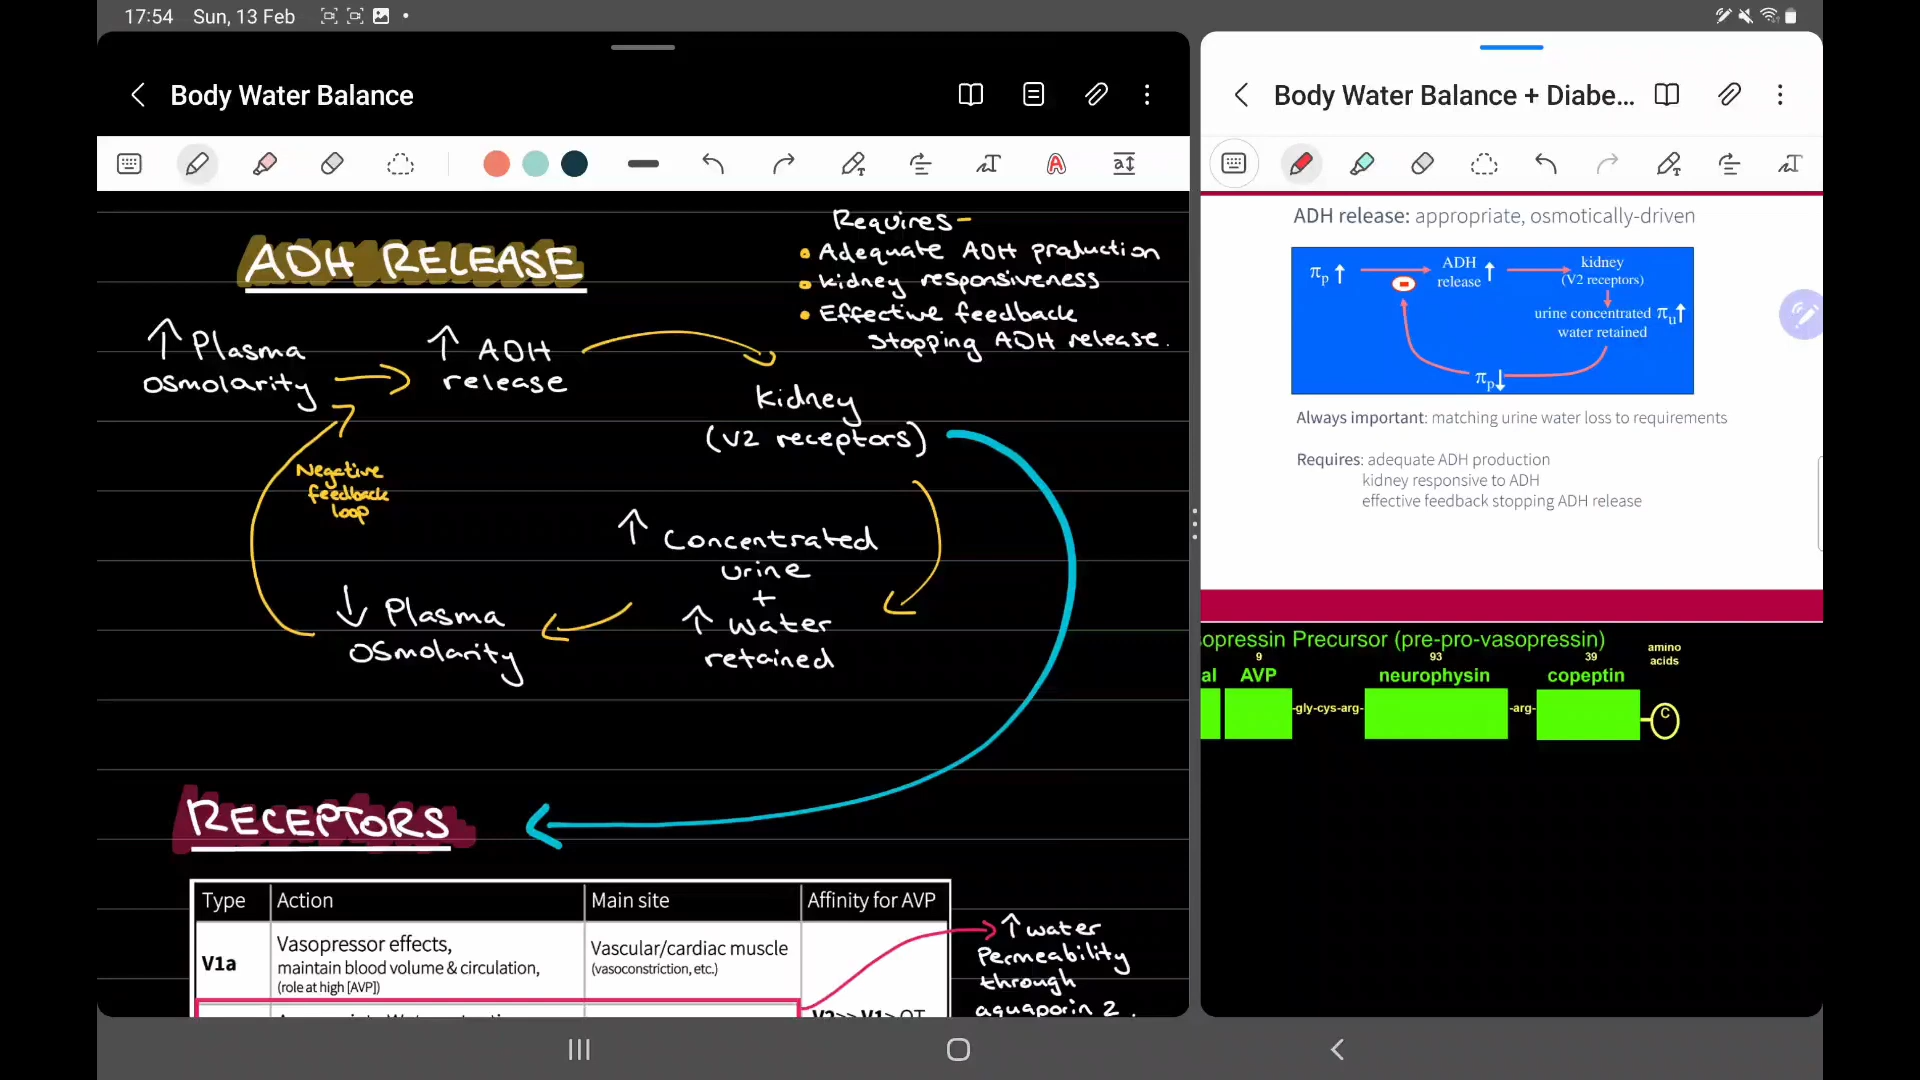 17:54 Sun, 13 Feb
Body Water Balance
ADH RELEASE
Requires-
Adequate ADH production
kidney responsiveness
Effective feedback
stopping ADH release.
↑ Plasma
osmolarity
↑ ADH
release
kidney
(V2 receptors)
Negative
feedback
loop
↑ Concentrated
urine
+
↑ water
retained
↓ Plasma
osmolarity
RECEPTORS
Type Action Main site Affinity for AVP
V1a
Vasopressor effects,
maintain blood volume & circulation,
(role at high [AVP])
Vascular/cardiac muscle
(vasoconstriction, etc.)
↑ water
Permeability
through
aquaporin 2.
Body Water Balance + Diabe...
ADH release: appropriate, osmotically-driven
πp↑
ADH
release ↑
kidney
(V2 receptors)
urine concentrated πu↑
water retained
πp↓
Always important: matching urine water loss to requirements
Requires: adequate ADH production
kidney responsive to ADH
effective feedback stopping ADH release
opressin Precursor (pre-pro-vasopressin)
9 93 39 amino
acids
al AVP neurophysin copeptin
-gly-cys-arg- -arg- C